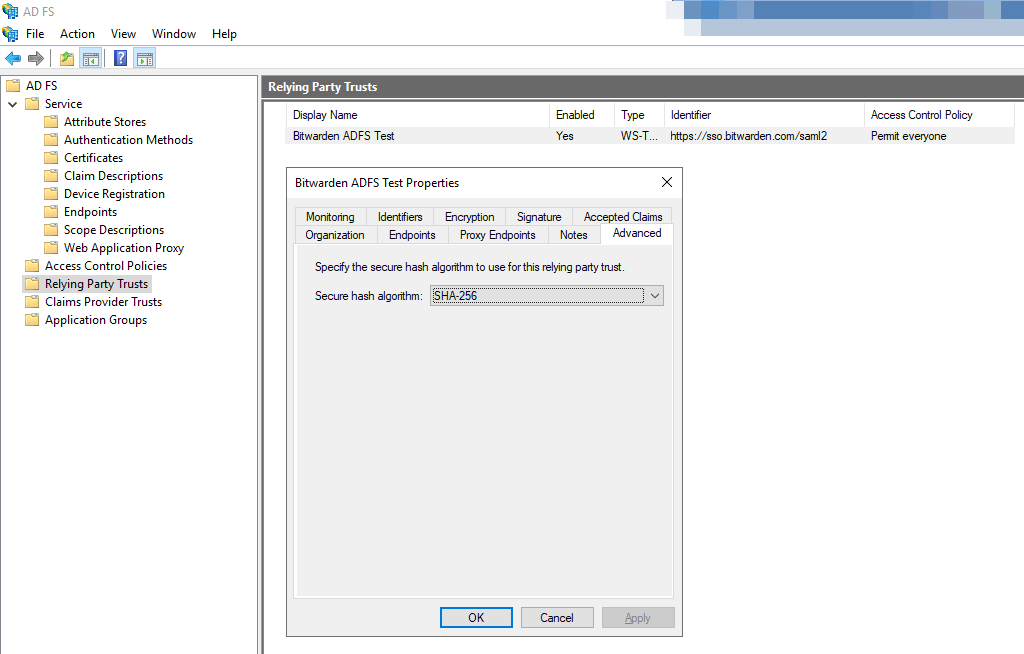 AD FS
File Action View Window Help
AD FS
Service
Attribute Stores
Authentication Methods
Certificates
Claim Descriptions
Device Registration
Endpoints
Scope Descriptions
Web Application Proxy
Access Control Policies
Relying Party Trusts
Claims Provider Trusts
Application Groups
Relying Party Trusts
Display Name Enabled Type Identifier Access Control Policy
Bitwarden ADFS Test Yes WS-T... https://sso.bitwarden.com/saml2 Permit everyone
Bitwarden ADFS Test Properties
Monitoring Identifiers Encryption Signature Accepted Claims
Organization Endpoints Proxy Endpoints Notes Advanced
Specify the secure hash algorithm to use for this relying party trust.
Secure hash algorithm: SHA-256
OK Cancel Apply